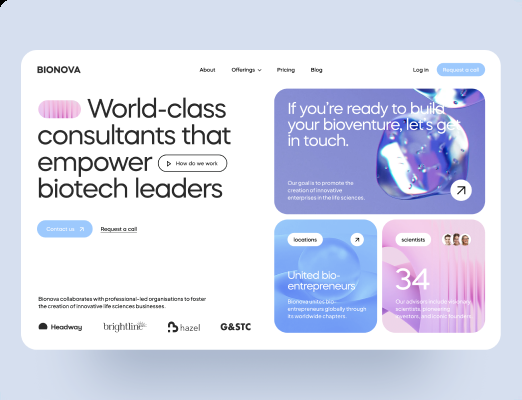 BIONOVA
About
Offerings
Pricing
Blog
Log in
Request a call
World-class
consultants that
empower
How do we work
biotech leaders
Contact us
Request a call
Bionova collaborates with professional-led organisations to foster
the creation of innovative life sciences businesses.
Headway
brightline
hazel
G&STC
If you're ready to build
your bioventure, let's get
in touch.
Our goal is to promote the
creation of innovative
enterprises in the life sciences.
locations
United bio-
entrepreneurs
Bionova unites bio-
entrepreneurs globally through
its worldwide chapters.
scientists
34
Our advisors include
scientists, pioneering
investors, and iconic founders